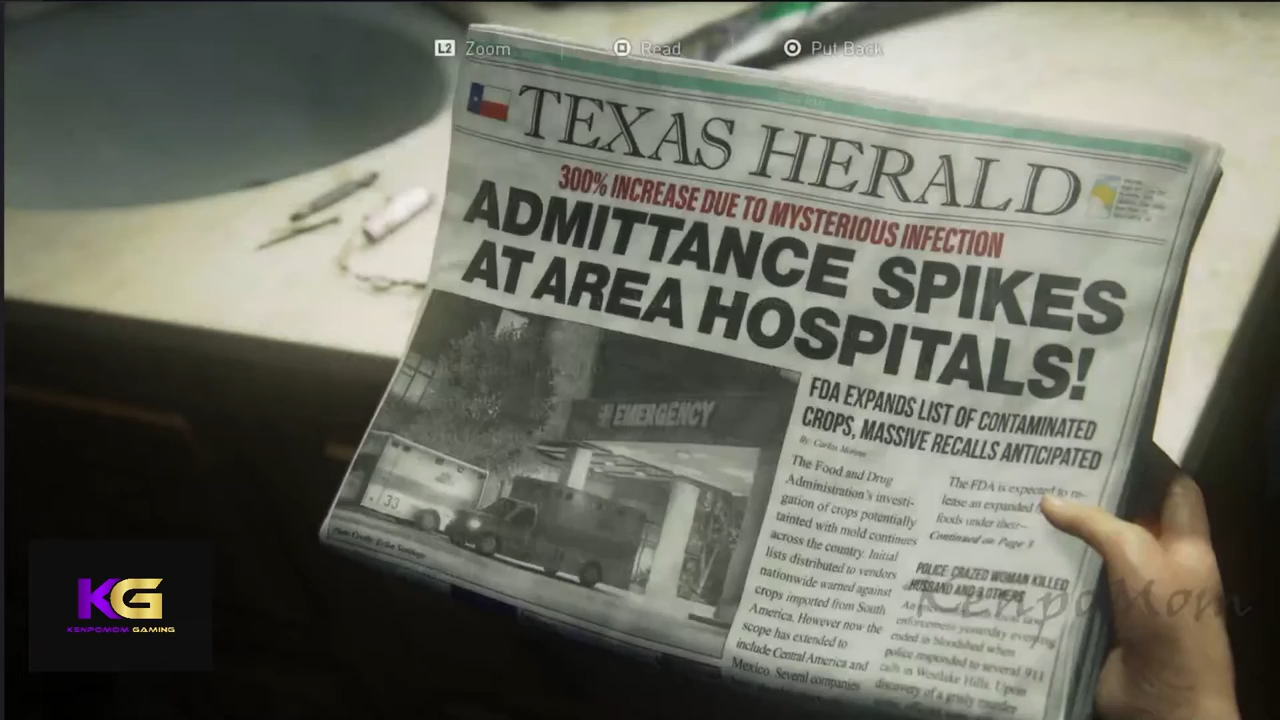 L2 Zoom
Read
Put Back
TEXAS HERALD
300% INCREASE DUE TO MYSTERIOUS INFECTION
ADMITTANCE SPIKES
AT AREA HOSPITALS!
EMERGENCY
33
FDA EXPANDS LIST OF CONTAMINATED
CROPS, MASSIVE RECALLS ANTICIPATED
By: Carlos
The Food and Drug
Administration's investi-
gation of crops potentially
tainted with mold continues
across the country. Initial
lists distributed to vendors
nationwide warned against
crops imported from South
America. However now the
scope has extended to
include Central America and
Mexico. Several companies
The FDA is expected to re-
lease an expanded
foods under their--
Continued on Page 3
POLICE: CRAZED WOMAN KILLED
HUSBAND AND 3 OTHERS
enforcement yesterday evening
ended in bloodshed when
police responded to several 911
calls in Westlake Hills. Upon
discovery of a grisly murder
KenpoMom
KG
KENPOMOM GAMING